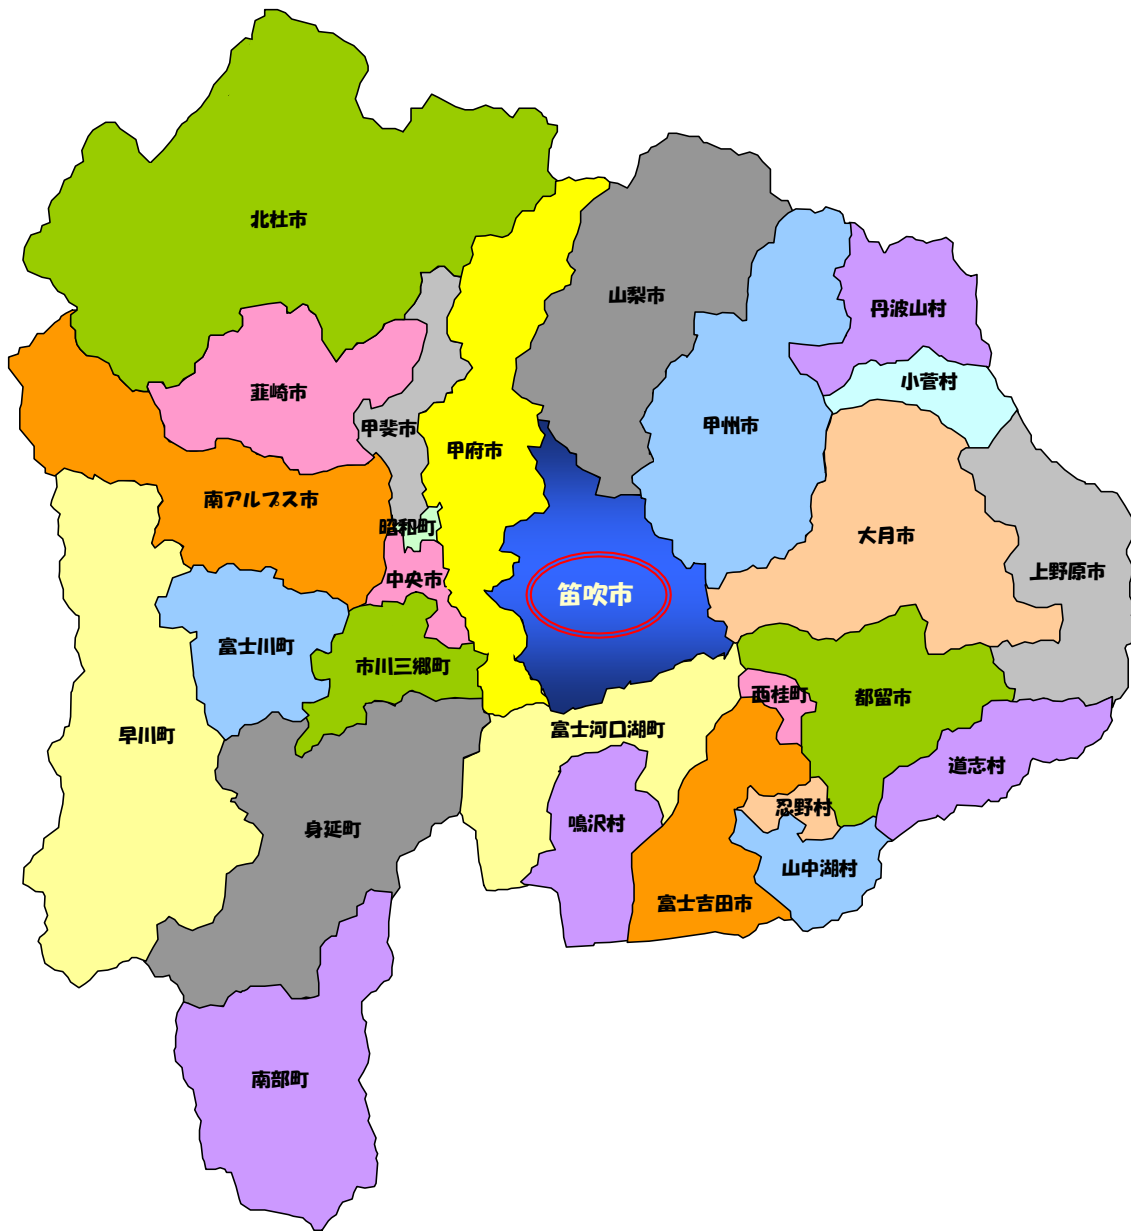 北杜市
山梨市
丹波山村
小菅村
韮崎市
甲斐市
甲府市
甲州市
南アルプス市
昭和町
大月市
中央市
笛吹市
上野原市
富士川町
市川三郷町
西桂町
都留市
早川町
富士河口湖町
道志村
身延町
鳴沢村
忍野村
山中湖村
富士吉田市
南部町